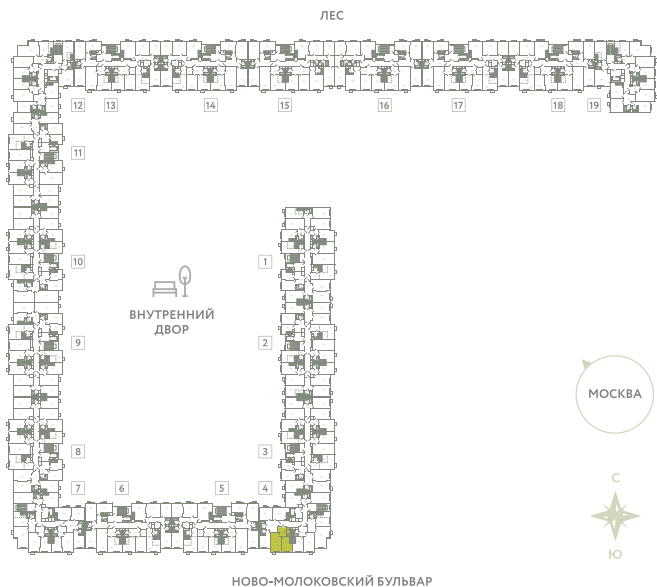 ЛЕС
12 13 14 15 16 17 18 19
11
10 1
ВНУТРЕННИЙ
ДВОР
9 2
МОСКВА
8 3
7 6 5 4
С
Ю
НОВО-МОЛОКОВСКИЙ БУЛЬВАР